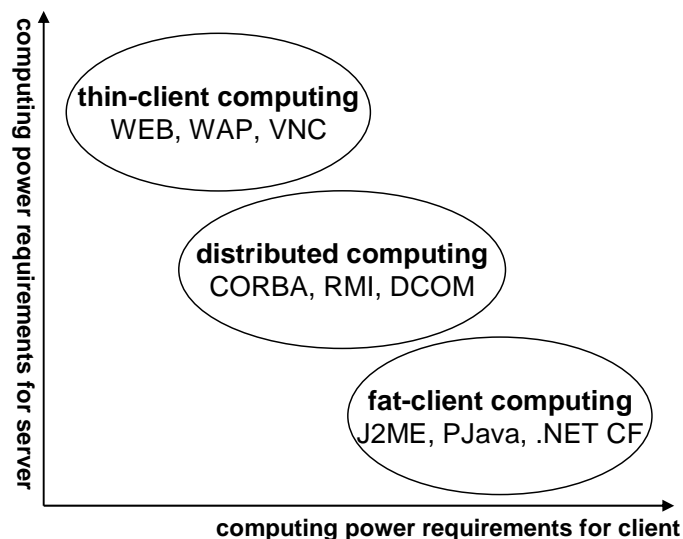 computing power requirements for server
thin-client computing
WEB, WAP, VNC
distributed computing
CORBA, RMI, DCOM
fat-client computing
J2ME, PJava, .NET CF
computing power requirements for client